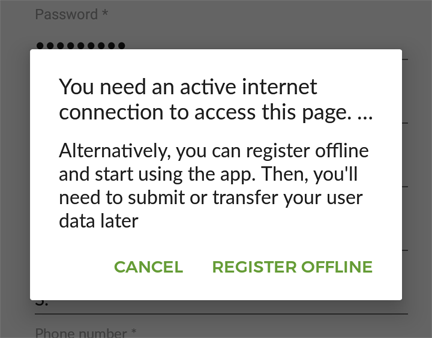 Password *
You need an active internet
connection to access this page. ...
Alternatively, you can register offline
and start using the app. Then, you'll
need to submit or transfer your user
data later
CANCEL REGISTER OFFLINE
Phone number *